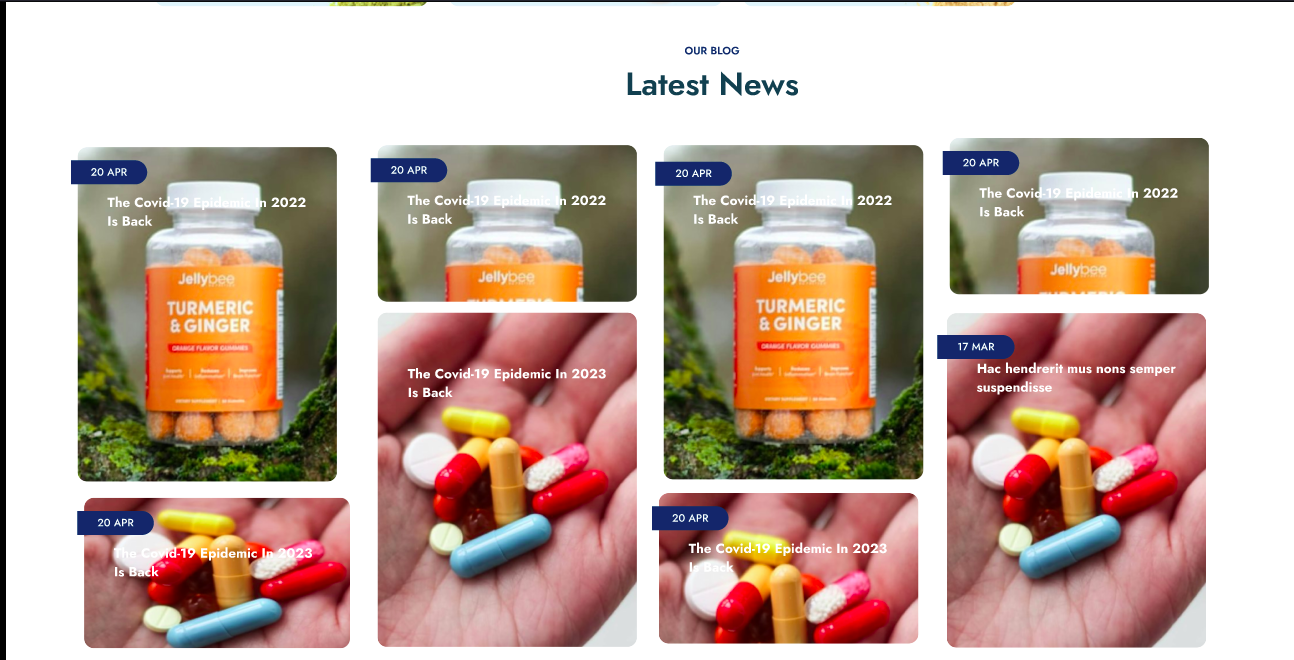 OUR BLOG
Latest News
20 APR
The Covid-19 Epidemic In 2022
Is Back
Jellybee
TURMERIC
& GINGER
ORANGE FLAVOR GUMMIES
20 APR
The Covid-19 Epidemic In 2022
Is Back
Jellybee
TURMERIC
20 APR
The Covid-19 Epidemic In 2022
Is Back
Jellybee
TURMERIC
& GINGER
ORANGE FLAVOR GUMMIES
20 APR
The Covid-19 Epidemic In 2022
Is Back
Jellybee
TURMERIC
20 APR
The Covid-19 Epidemic In 2023
Is Back
The Covid-19 Epidemic In 2023
Is Back
20 APR
The Covid-19 Epidemic In 2023
Is Back
17 MAR
Hac hendrerit mus nons semper
suspendisse